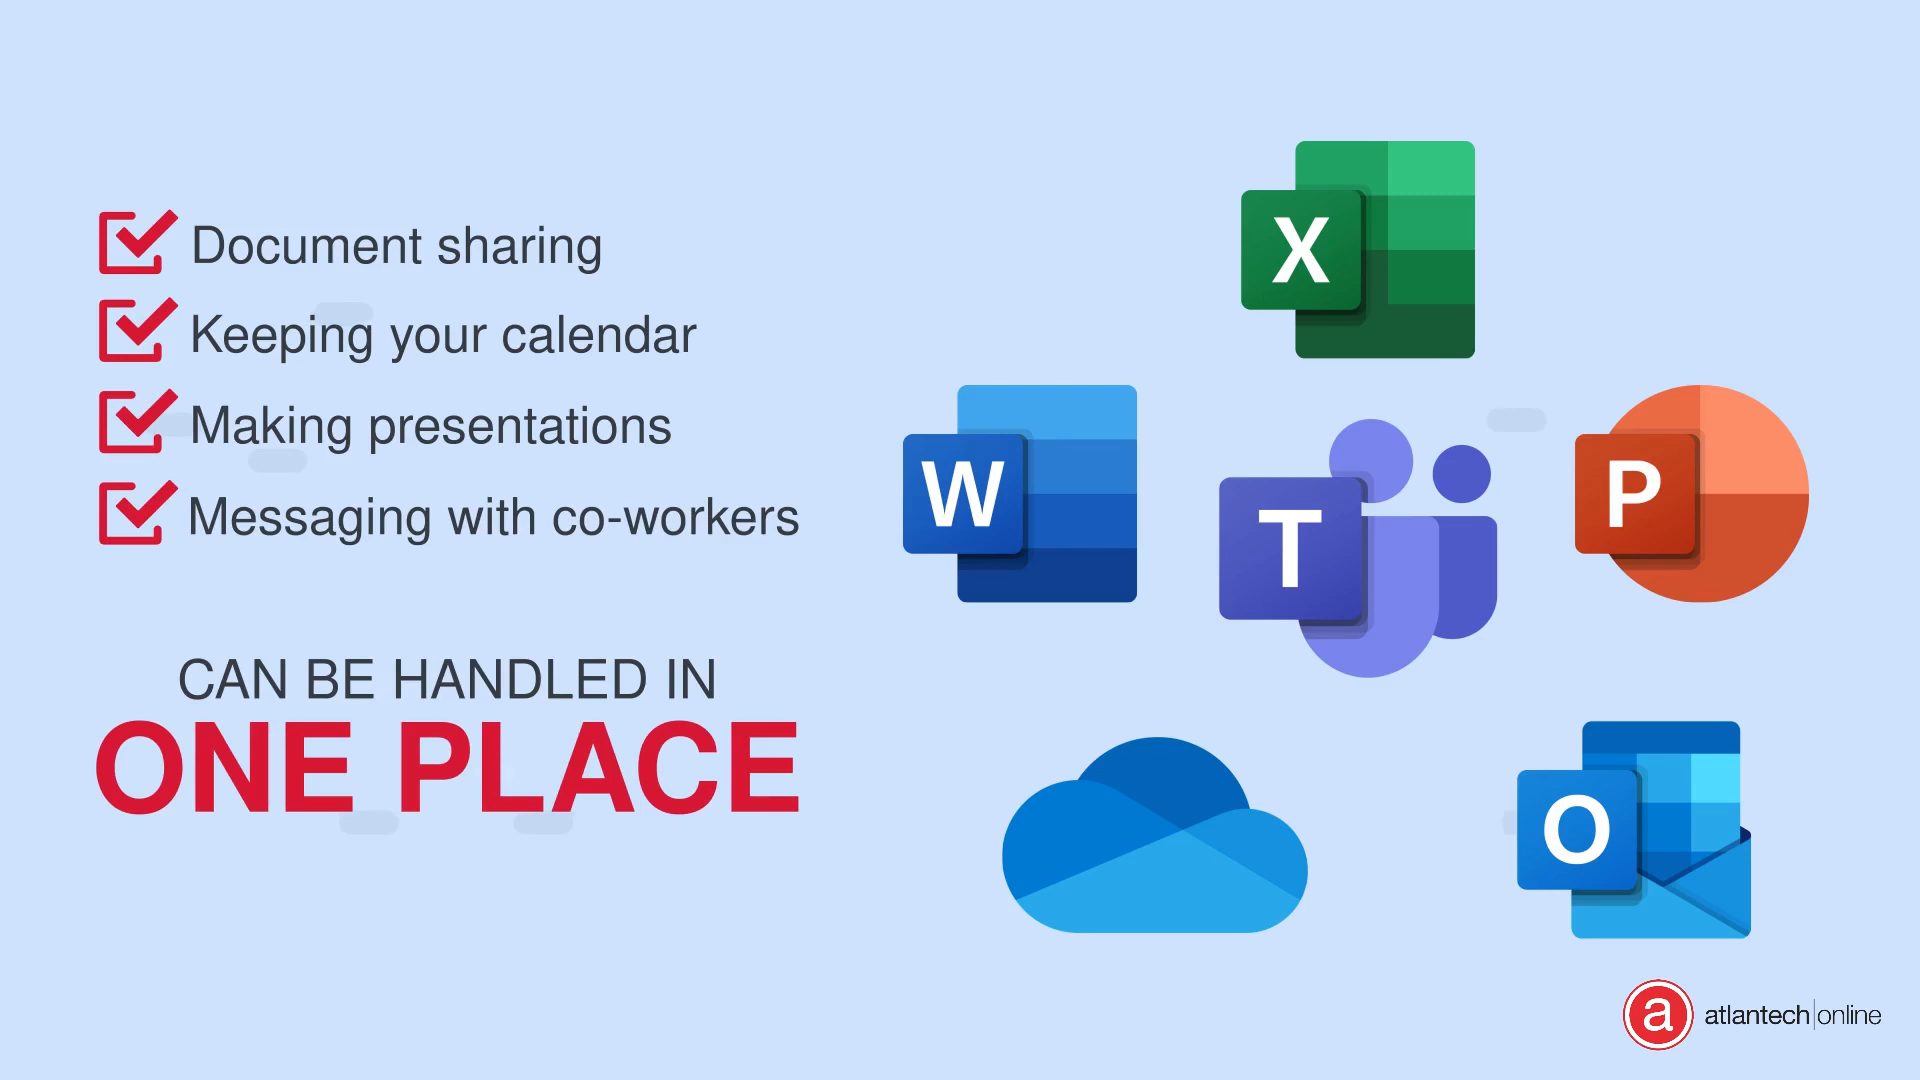 Document sharing
Keeping your calendar
Making presentations
Messaging with co-workers
CAN BE HANDLED IN
ONE PLACE
X
W
T
P
O
a atlantech|online